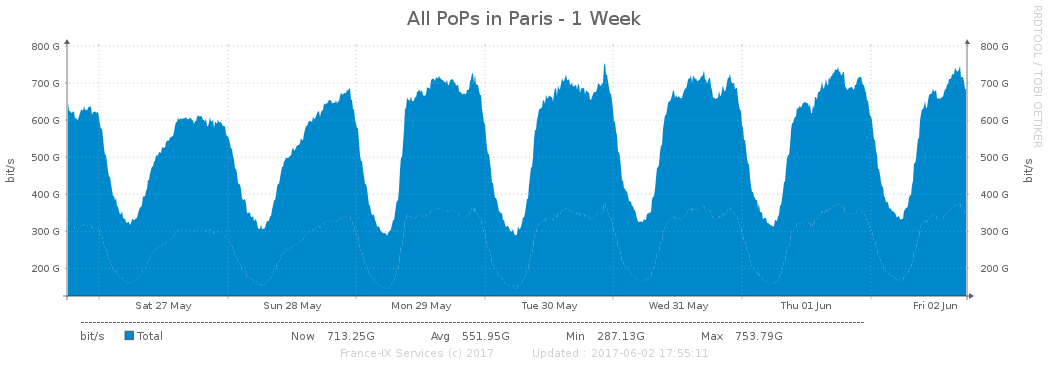 All PoPs in Paris - 1 Week
RRDTOOL / TOBI OETIKER
800 G 800 G
700 G 700 G
600 G 600 G
500 G 500 G
400 G 400 G
300 G 300 G
200 G 200 G
bit/s bit/s
Sat 27 May Sun 28 May Mon 29 May Tue 30 May Wed 31 May Thu 01 Jun Fri 02 Jun
bit/s Total Now 713.25G Avg 551.95G Min 287.13G Max 753.79G
France-IX Services (c) 2017 Updated : 2017-06-02 17:55:11